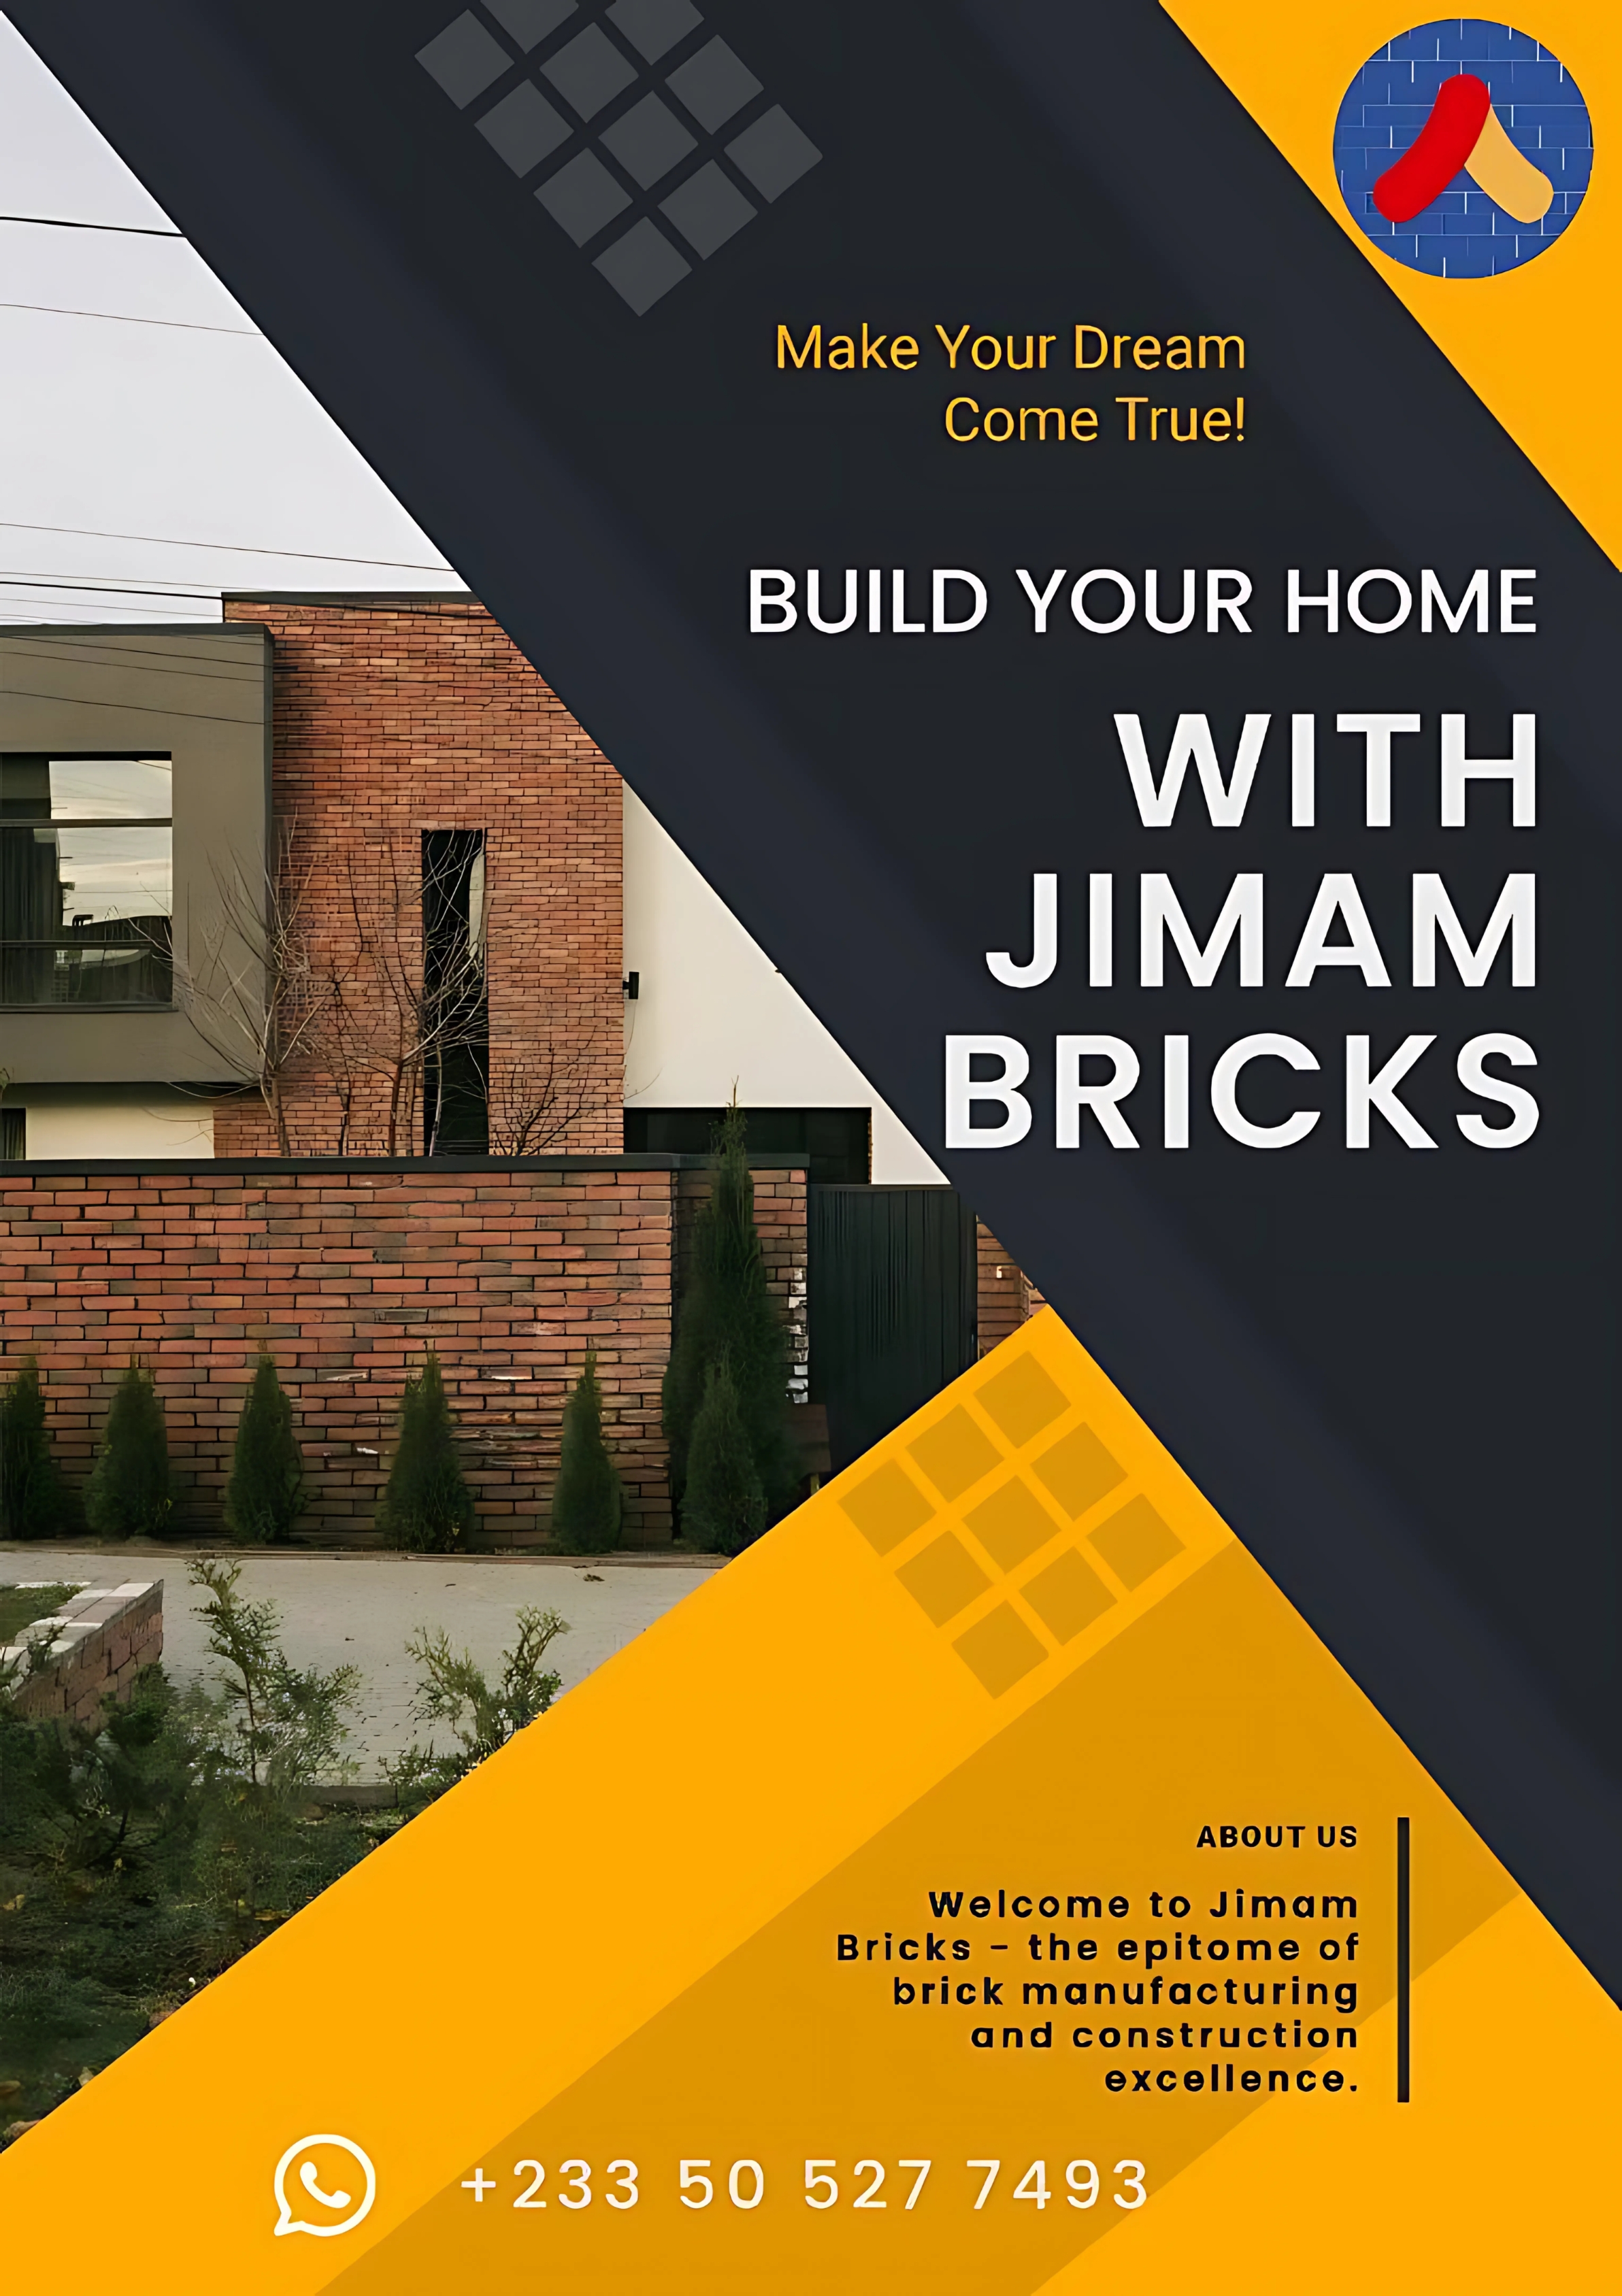 Make Your Dream
Come True!
BUILD YOUR HOME
WITH
JIMAM
BRICKS
ABOUT US
Welcome to Jimam
Bricks – the epitome of
brick manufacturing
and construction
excellence.
+233 50 527 7493